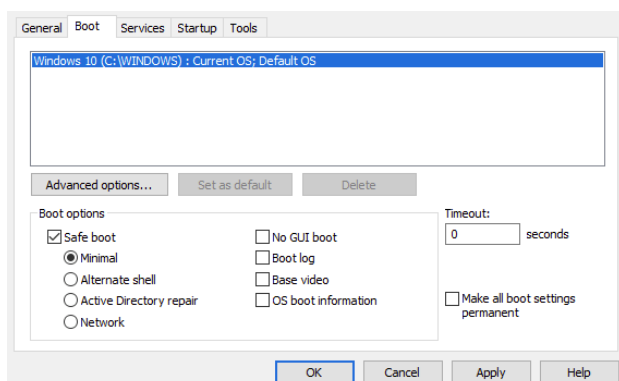 General Boot Services Startup Tools
Windows 10 (C:\WINDOWS) : Current OS; Default OS
Advanced options... Set as default Delete
Boot options
Timeout:
Safe boot No GUI boot 0 seconds
Minimal Boot log
Alternate shell Base video
Active Directory repair OS boot information Make all boot settings
permanent
Network
OK Cancel Apply Help